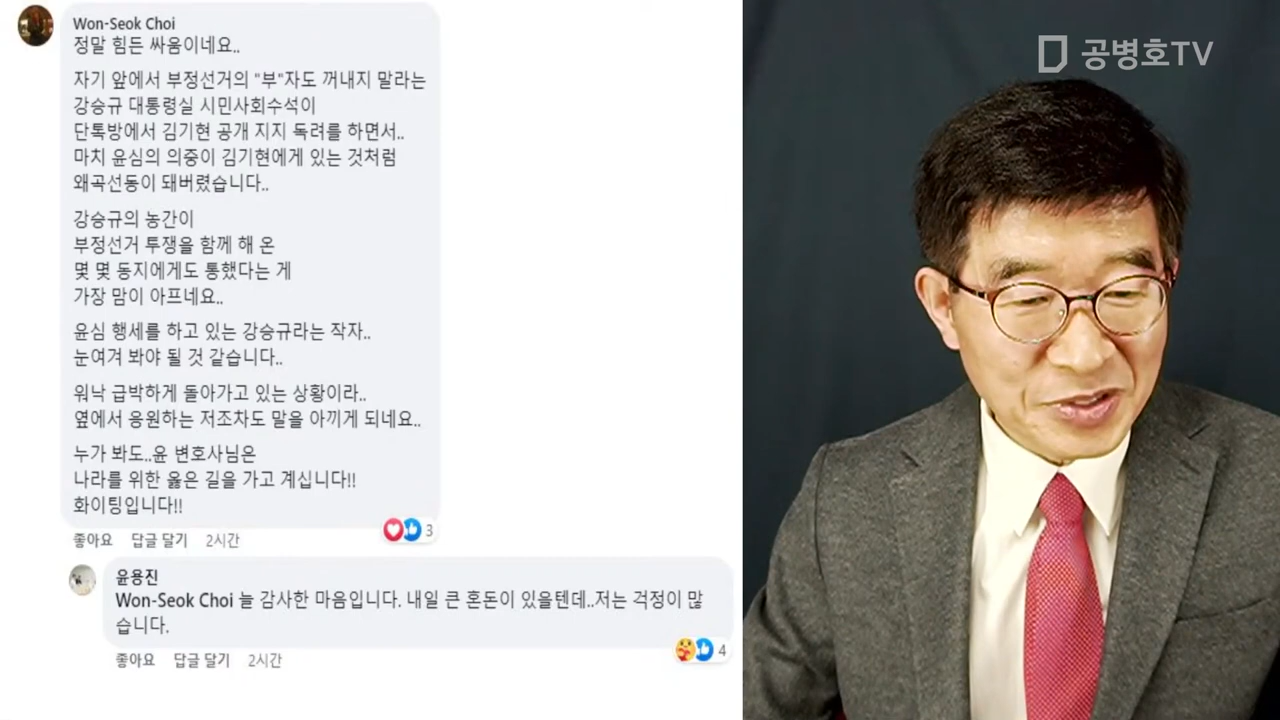 Won-Seok Choi
정말 힘든 싸움이네요..
자기 앞에서 부정선거의 "부"자도 꺼내지 말라는
강승규 대통령실 시민사회수석이
단톡방에서 김기현 공개 지지 독려를 하면서..
마치 윤심의 의중이 김기현에게 있는 것처럼
왜곡선동이 돼버렸습니다..
강승규의 농간이
부정선거 투쟁을 함께 해 온
몇 몇 동지에게도 통했다는 게
가장 맘이 아프네요..
윤심 행세를 하고 있는 강승규라는 작자..
눈여겨 봐야 될 것 같습니다..
워낙 급박하게 돌아가고 있는 상황이라..
옆에서 응원하는 저조차도 말을 아끼게 되네요..
누가 봐도..윤 변호사님은
나라를 위한 옳은 길을 가고 계십니다!!
화이팅입니다!!
좋아요 답글 달기 2시간 3
윤용진
Won-Seok Choi 늘 감사한 마음입니다. 내일 큰 혼돈이 있을텐데..저는 걱정이 많
습니다.
좋아요 답글 달기 2시간 4
공병호TV